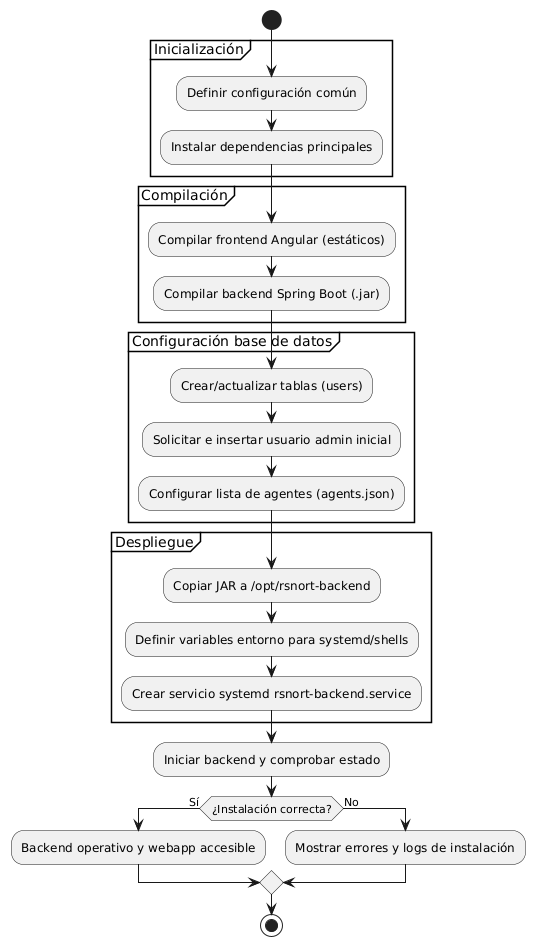 Inicialización
Definir configuración común
Instalar dependencias principales
Compilación
Compilar frontend Angular (estáticos)
Compilar backend Spring Boot (.jar)
Configuración base de datos
Crear/actualizar tablas (users)
Solicitar e insertar usuario admin inicial
Configurar lista de agentes (agents.json)
Despliegue
Copiar JAR a /opt/rsnort-backend
Definir variables entorno para systemd/shells
Crear servicio systemd rsnort-backend.service
Iniciar backend y comprobar estado
Sí
¿Instalación correcta?
No
Backend operativo y webapp accesible
Mostrar errores y logs de instalación